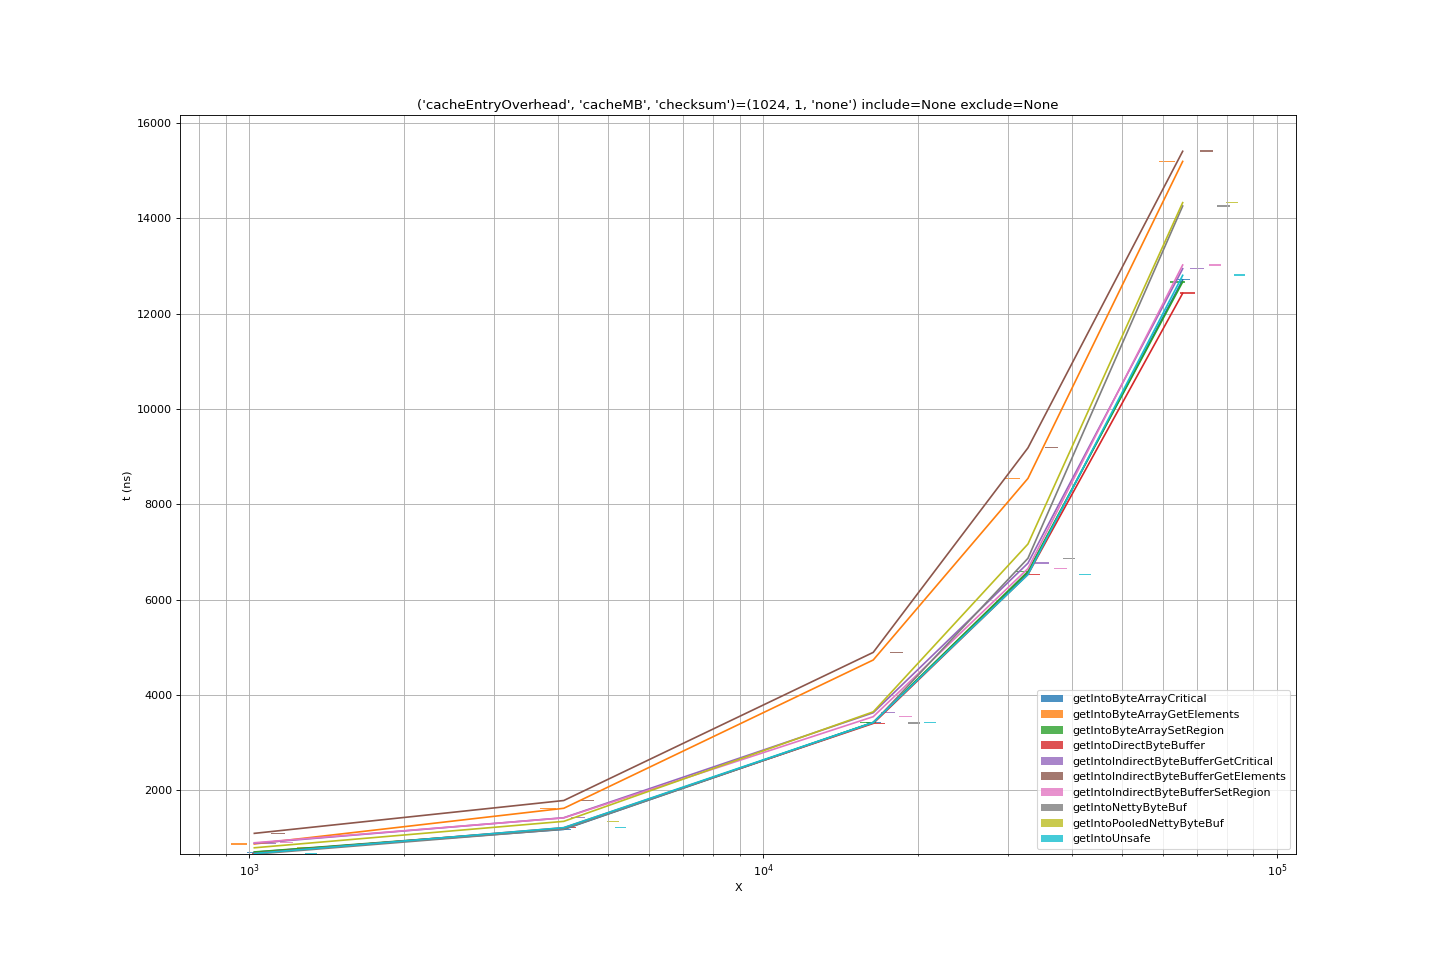 ('cacheEntryOverhead', 'cacheMB', 'checksum')=(1024, 1, 'none') include=None exclude=None
16000
14000
12000
10000
8000
6000
4000
2000
t (ns)
10³
10⁴
10⁵
X
getIntoByteArrayCritical
getIntoByteArrayGetElements
getIntoByteArraySetRegion
getIntoDirectByteBuffer
getIntoIndirectByteBufferGetCritical
getIntoIndirectByteBufferGetElements
getIntoIndirectByteBufferSetRegion
getIntoNettyByteBuf
getIntoPooledNettyByteBuf
getIntoUnsafe